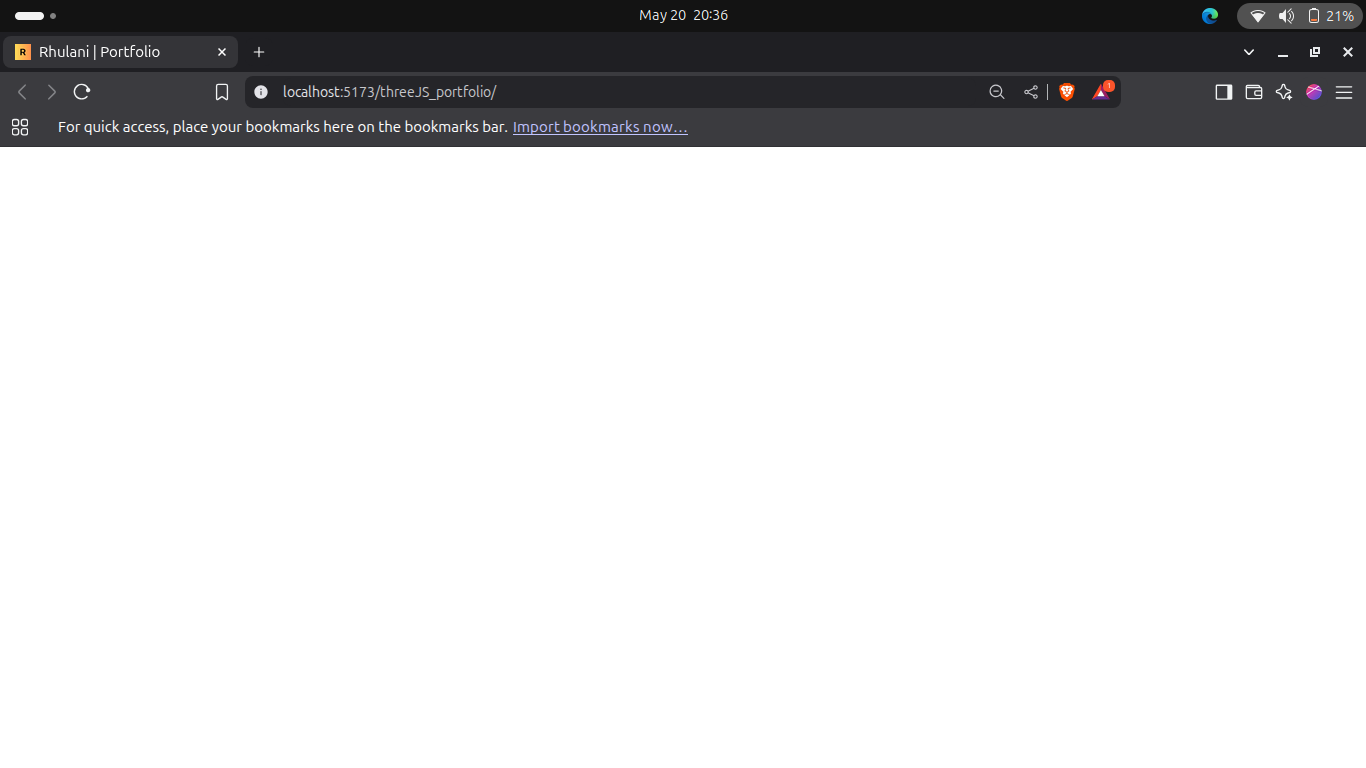 May 20 20:36
21%
R Rhulani | Portfolio
localhost:5173/threeJS_portfolio/
1
For quick access, place your bookmarks here on the bookmarks bar. Import bookmarks now...